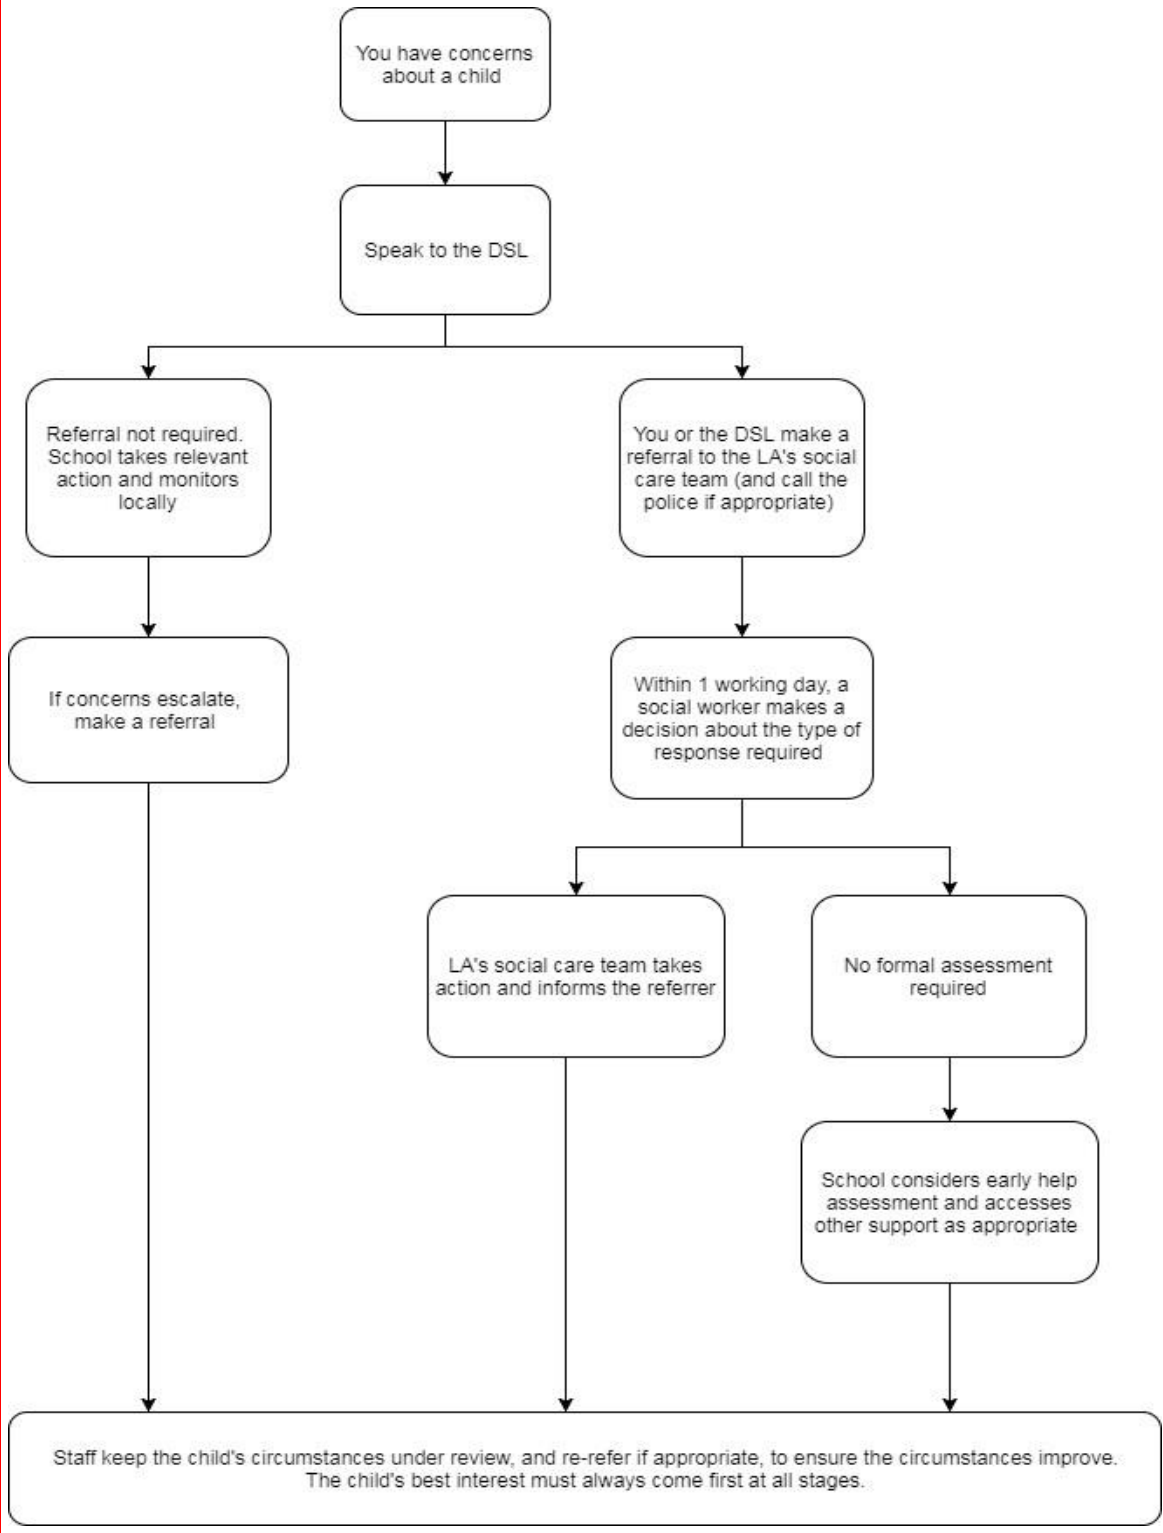 You have concerns
about a child
Speak to the DSL
Referral not required.
School takes relevant
action and monitors
locally
You or the DSL make a
referral to the LA's social
care team (and call the
police if appropriate)
If concerns escalate,
make a referral
Within 1 working day, a
social worker makes a
decision about the type of
response required
LA's social care team takes
action and informs the referrer
No formal assessment
required
School considers early help
assessment and accesses
other support as appropriate
Staff keep the child's circumstances under review, and re-refer if appropriate, to ensure the circumstances improve.
The child's best interest must always come first at all stages.